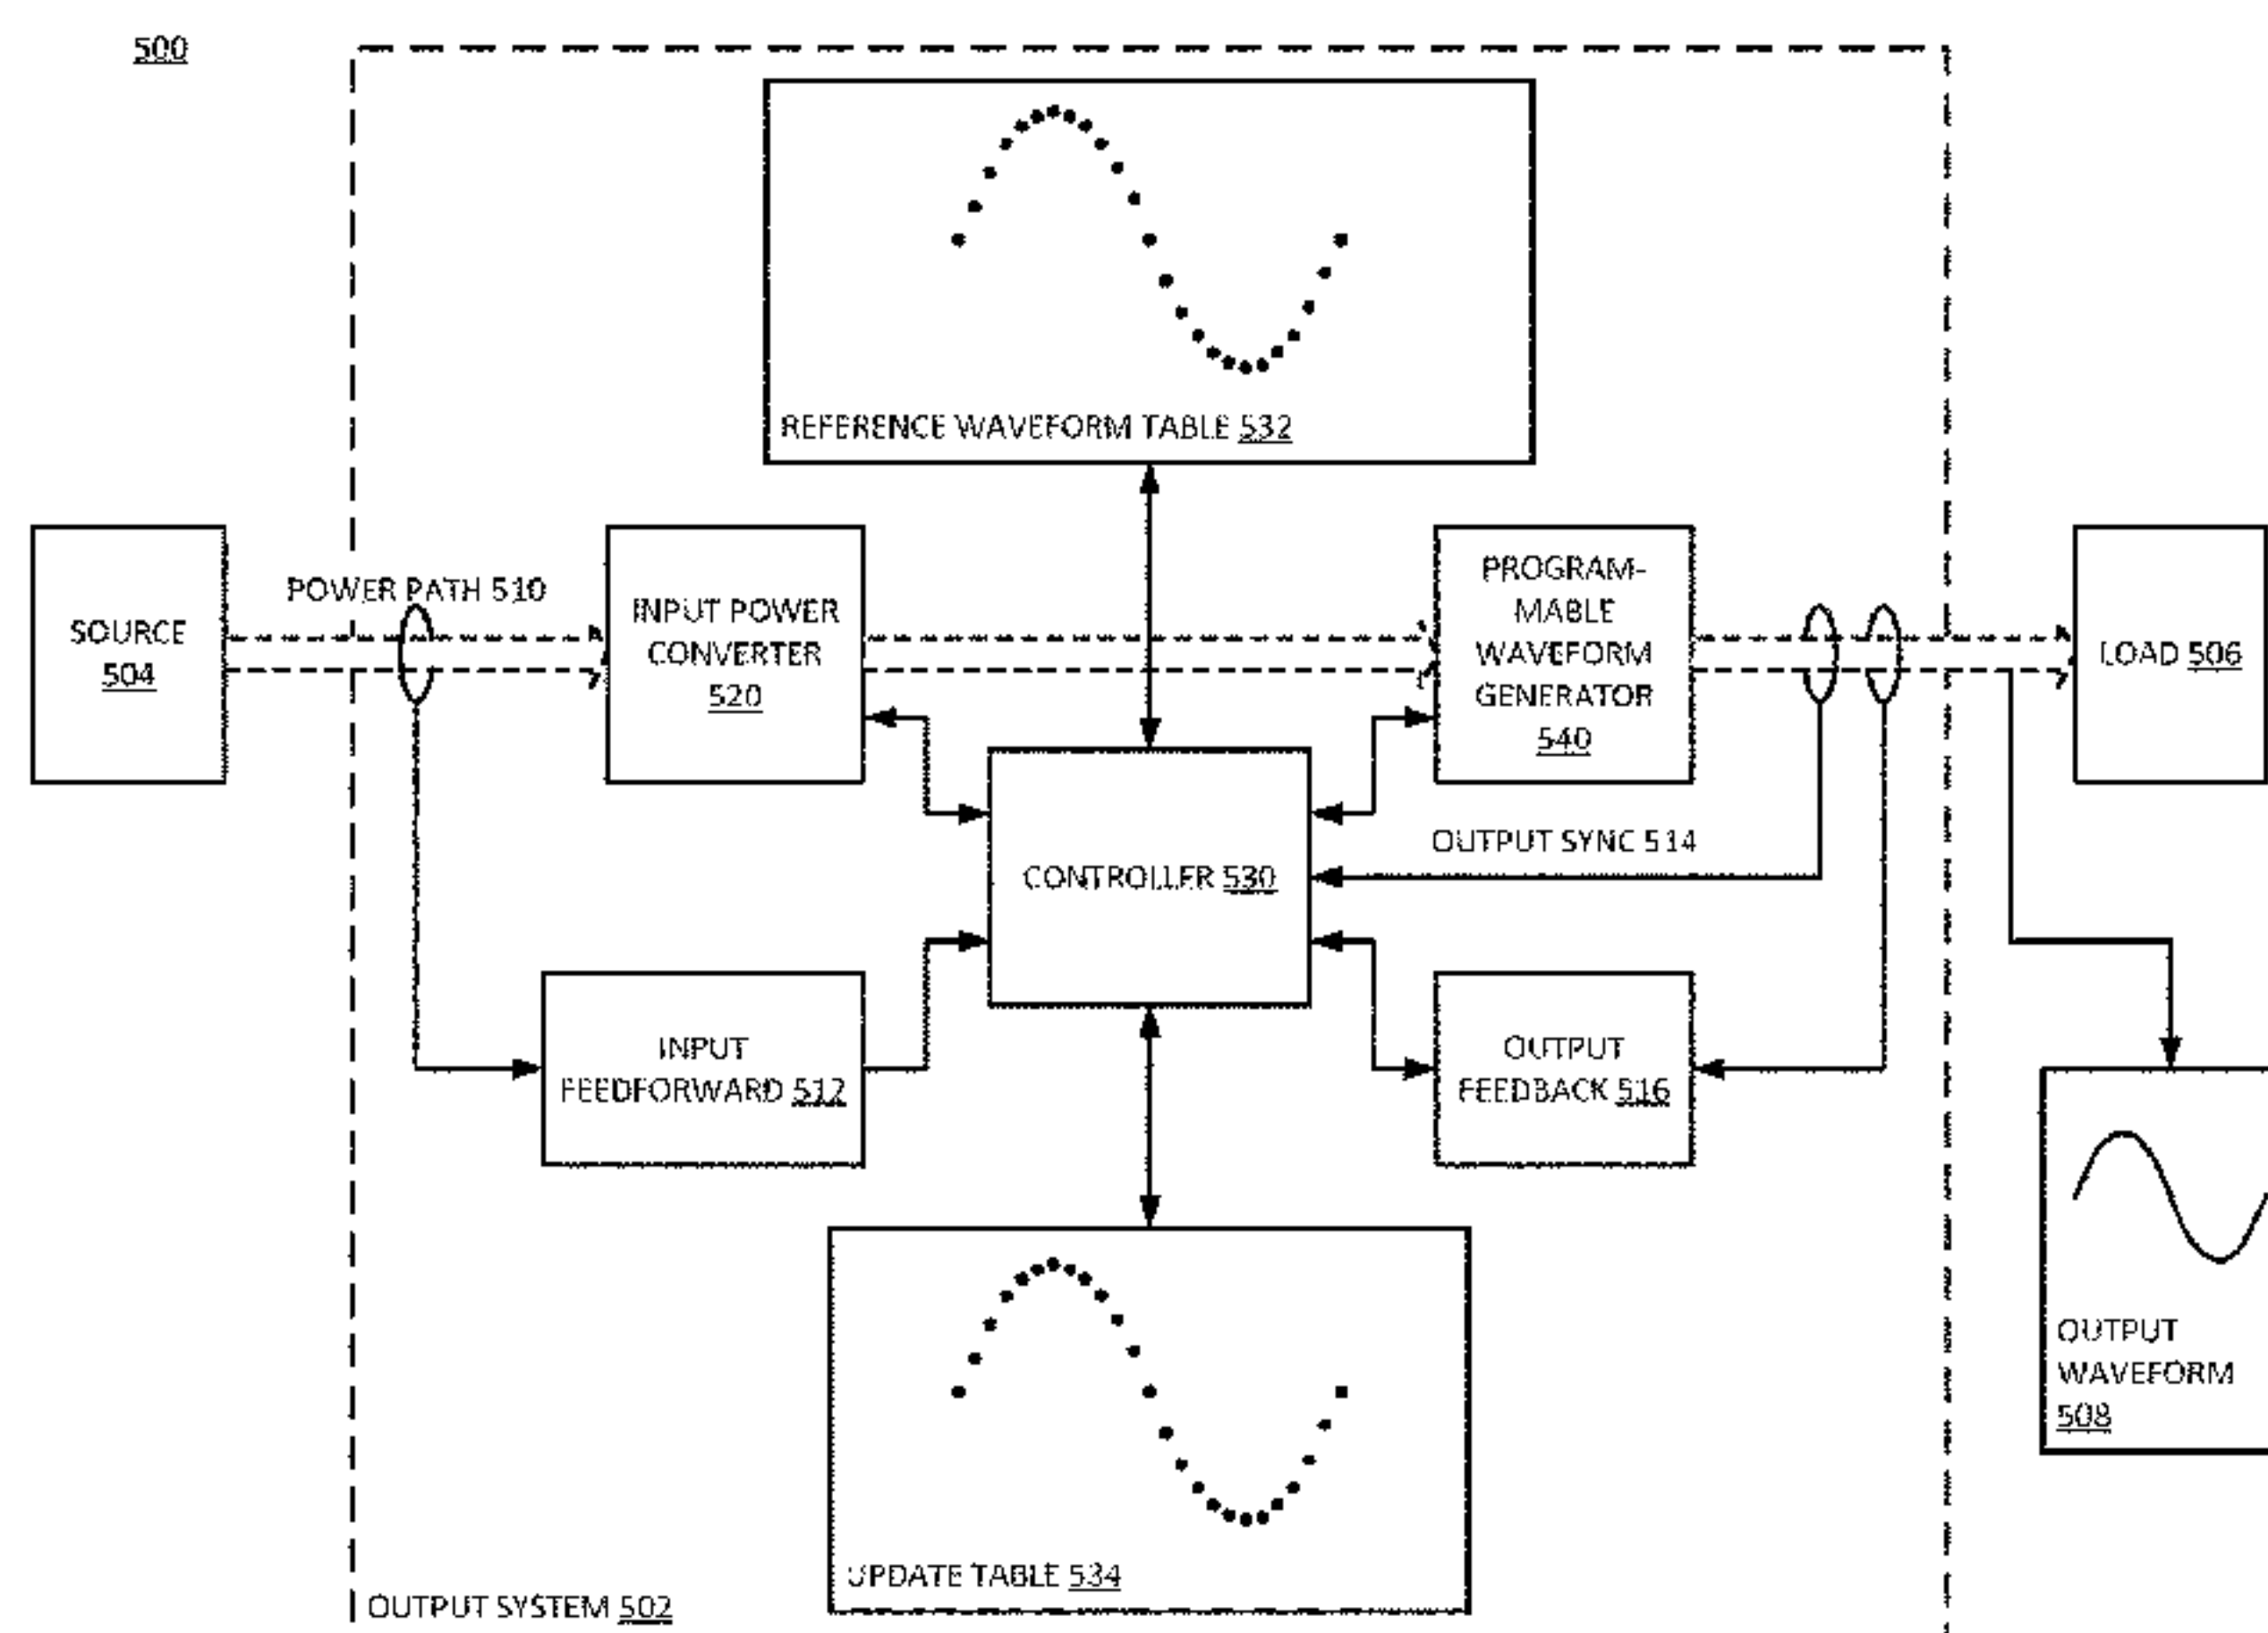 500
REFERENCE WAVEFORM TABLE 532
SOURCE
504
POWER PATH 510
INPUT POWER
CONVERTER
520
PROGRAM-
MABLE
WAVEFORM
GENERATOR
540
LOAD 506
OUTPUT SYNC 514
CONTROLLER 530
INPUT
FEEDFORWARD 512
OUTPUT
FEEDBACK 516
OUTPUT
WAVEFORM
508
UPDATE TABLE 534
OUTPUT SYSTEM 502